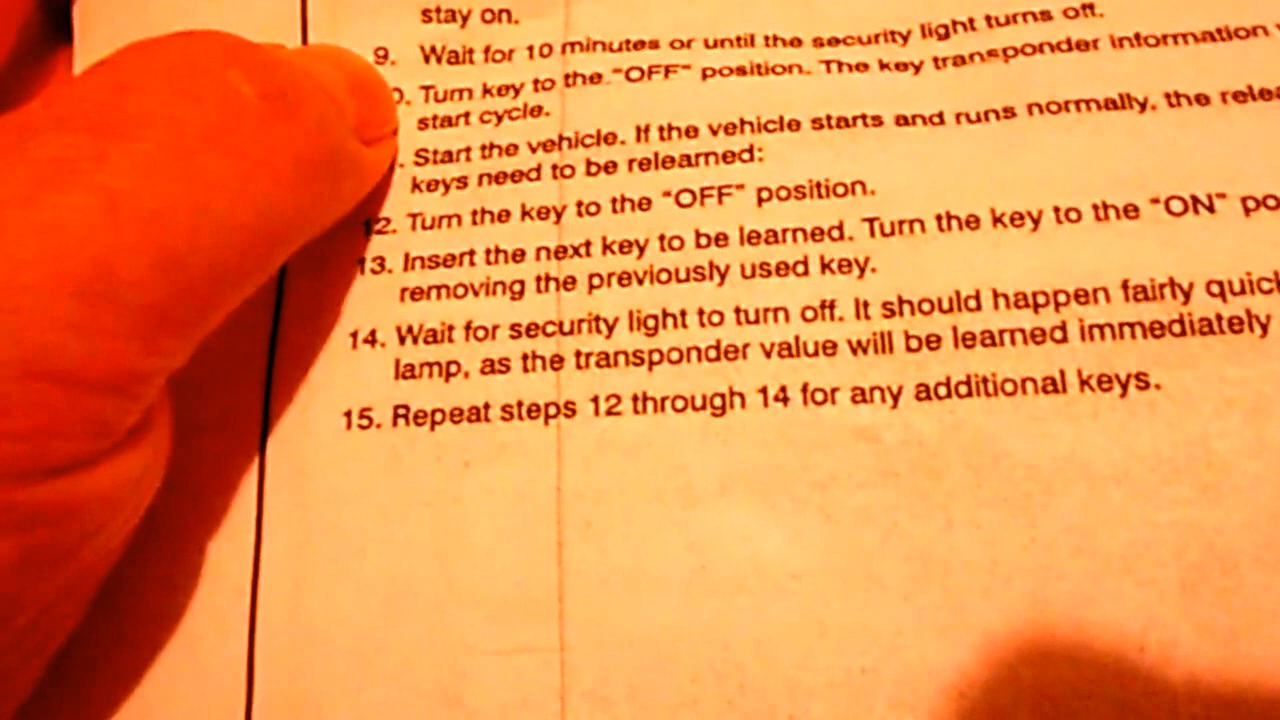 stay on.
9. Wait for 10 minutes or until the security light turns off.
0. Turn key to the "OFF" position. The key transponder information
start cycle.
. Start the vehicle. If the vehicle starts and runs normally, the
keys need to be relearned:
12. Turn the key to the "OFF" position.
13. Insert the next key to be learned. Turn the key to the "ON"
removing the previously used key.
14. Wait for security light to turn off. It should happen fairly
lamp, as the transponder value will be learned immediately
15. Repeat steps 12 through 14 for any additional keys.